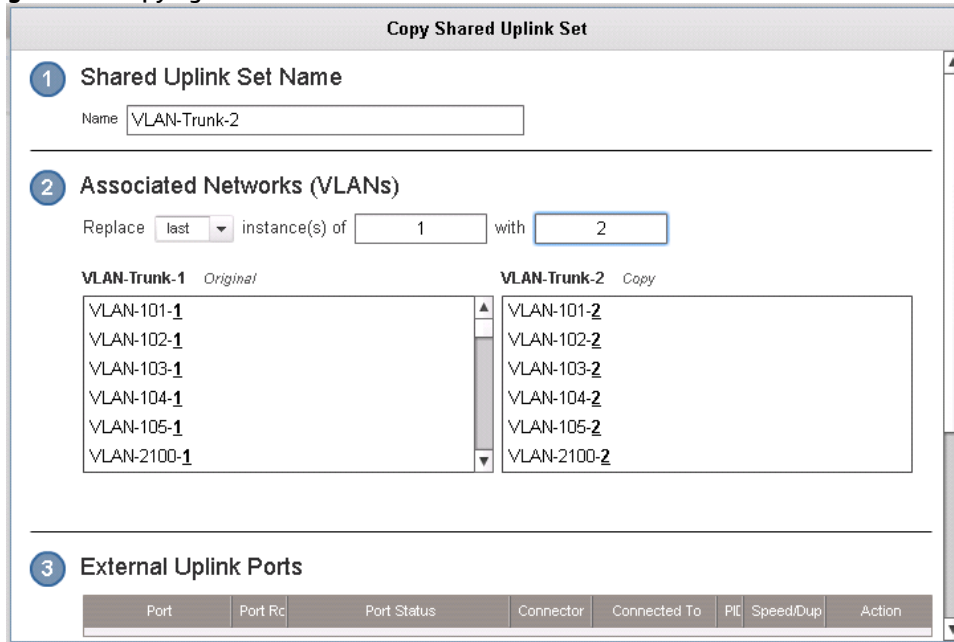 Copy Shared Uplink Set
1 Shared Uplink Set Name
Name VLAN-Trunk-2
2 Associated Networks (VLANs)
Replace last instance(s) of 1 with 2
VLAN-Trunk-1 Original VLAN-Trunk-2 Copy
VLAN-101-1 VLAN-101-2
VLAN-102-1 VLAN-102-2
VLAN-103-1 VLAN-103-2
VLAN-104-1 VLAN-104-2
VLAN-105-1 VLAN-105-2
VLAN-2100-1 VLAN-2100-2
3 External Uplink Ports
Port Port Rc Port Status Connector Connected To PID Speed/Dup Action